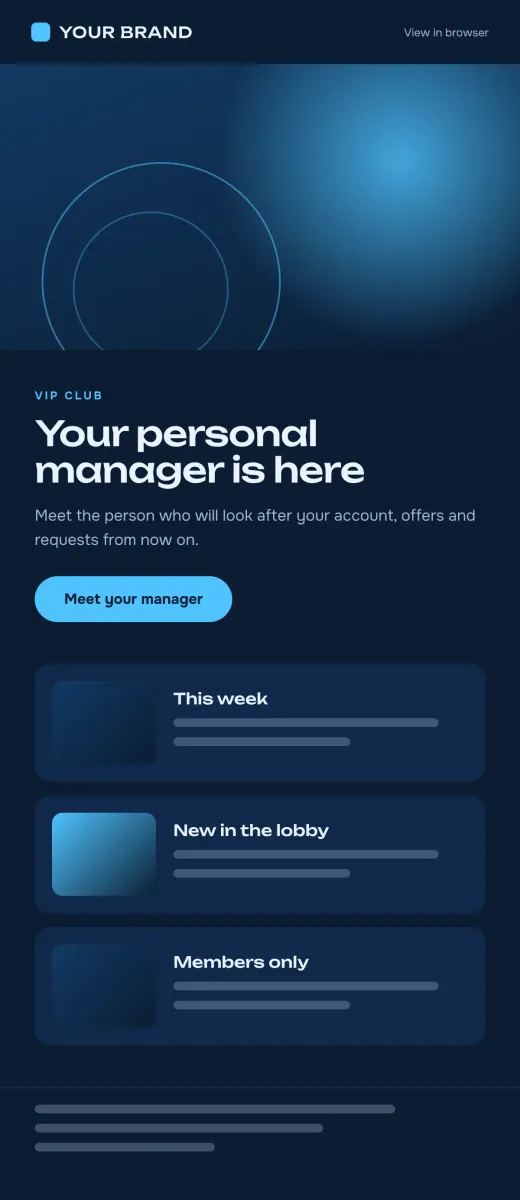 YOUR BRAND
View in browser
VIP CLUB
Your personal
manager is here
Meet the person who will look after your account, offers and
requests from now on.
Meet your manager
This week
New in the lobby
Members only